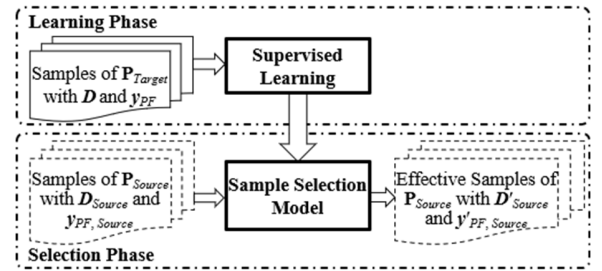 Learning Phase
Samples of P_Target
with D and y_PF
Supervised
Learning
Samples of P_Source
with D_Source and
y_PF, Source
Sample Selection
Model
Effective Samples of
P_Source with D'_Source
and y'_PF, Source
Selection Phase